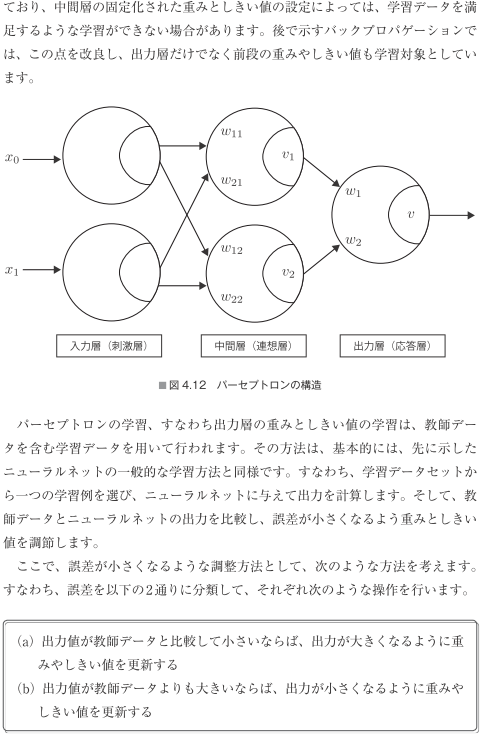 ており、中間層の固定化された重みとしきい値の設定によっては、学習データを満
足するような学習ができない場合があります。後で示すバックプロパゲーションで
は、この点を改良し、出力層だけでなく前段の重みやしきい値も学習対象としてい
ます。
x0
x1
w11
w21
v1
w12
w22
v2
w1
w2
v
入力層（刺激層）
中間層（連想層）
出力層（応答層）
■図 4.12　パーセプトロンの構造
パーセプトロンの学習、すなわち出力層の重みとしきい値の学習は、教師デー
タを含む学習データを用いて行われます。その方法は、基本的には、先に示した
ニューラルネットの一般的な学習方法と同様です。すなわち、学習データセットか
ら一つの学習例を選び、ニューラルネットに与えて出力を計算します。そして、教
師データとニューラルネットの出力を比較し、誤差が小さくなるよう重みとしきい
値を調節します。
ここで、誤差が小さくなるような調整方法として、次のような方法を考えます。
すなわち、誤差を以下の2通りに分類して、それぞれ次のような操作を行います。
（a）出力値が教師データと比較して小さいならば、出力が大きくなるように重
みやしきい値を更新する
（b）出力値が教師データよりも大きいならば、出力が小さくなるように重みや
しきい値を更新する